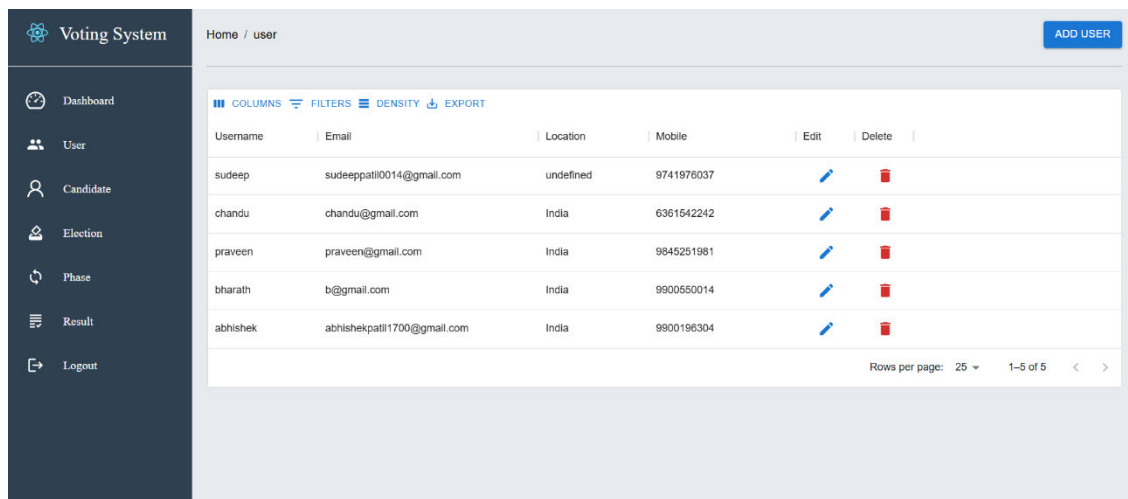 Voting System
Home / user
ADD USER
Dashboard
User
Candidate
Election
Phase
Result
Logout
COLUMNS FILTERS DENSITY EXPORT
Username Email Location Mobile Edit Delete
sudeep sudeeppatil0014@gmail.com undefined 9741976037
chandu chandu@gmail.com India 6361542242
praveen praveen@gmail.com India 9845251981
bharath b@gmail.com India 9900550014
abhishek abhishekpatil1700@gmail.com India 9900196304
Rows per page: 25 1–5 of 5